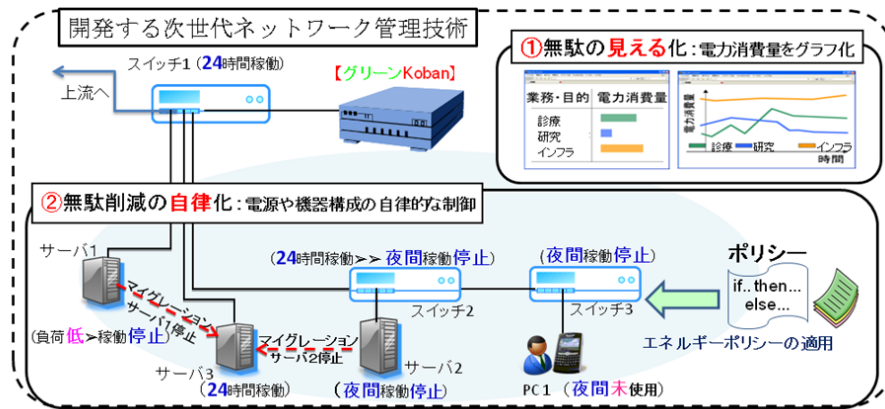 開発する次世代ネットワーク管理技術
スイッチ1（24時間稼働）
上流へ
【グリーンKoban】
①無駄の見える化：電力消費量をグラフ化
業務・目的 電力消費量
診療
研究
インフラ
電力消費量
診療 研究 インフラ
時間
②無駄削減の自律化：電源や機器構成の自律的な制御
サーバ1
マイグレーション
サーバ1停止
（負荷低➢稼働停止）
サーバ3
（24時間稼働）
マイグレーション
サーバ2停止
（24時間稼働➢➢夜間稼働停止）
スイッチ2
サーバ2
（夜間稼働停止）
（夜間稼働停止）
スイッチ3
PC1（夜間未使用）
ポリシー
if..then...
else...
エネルギーポリシーの適用